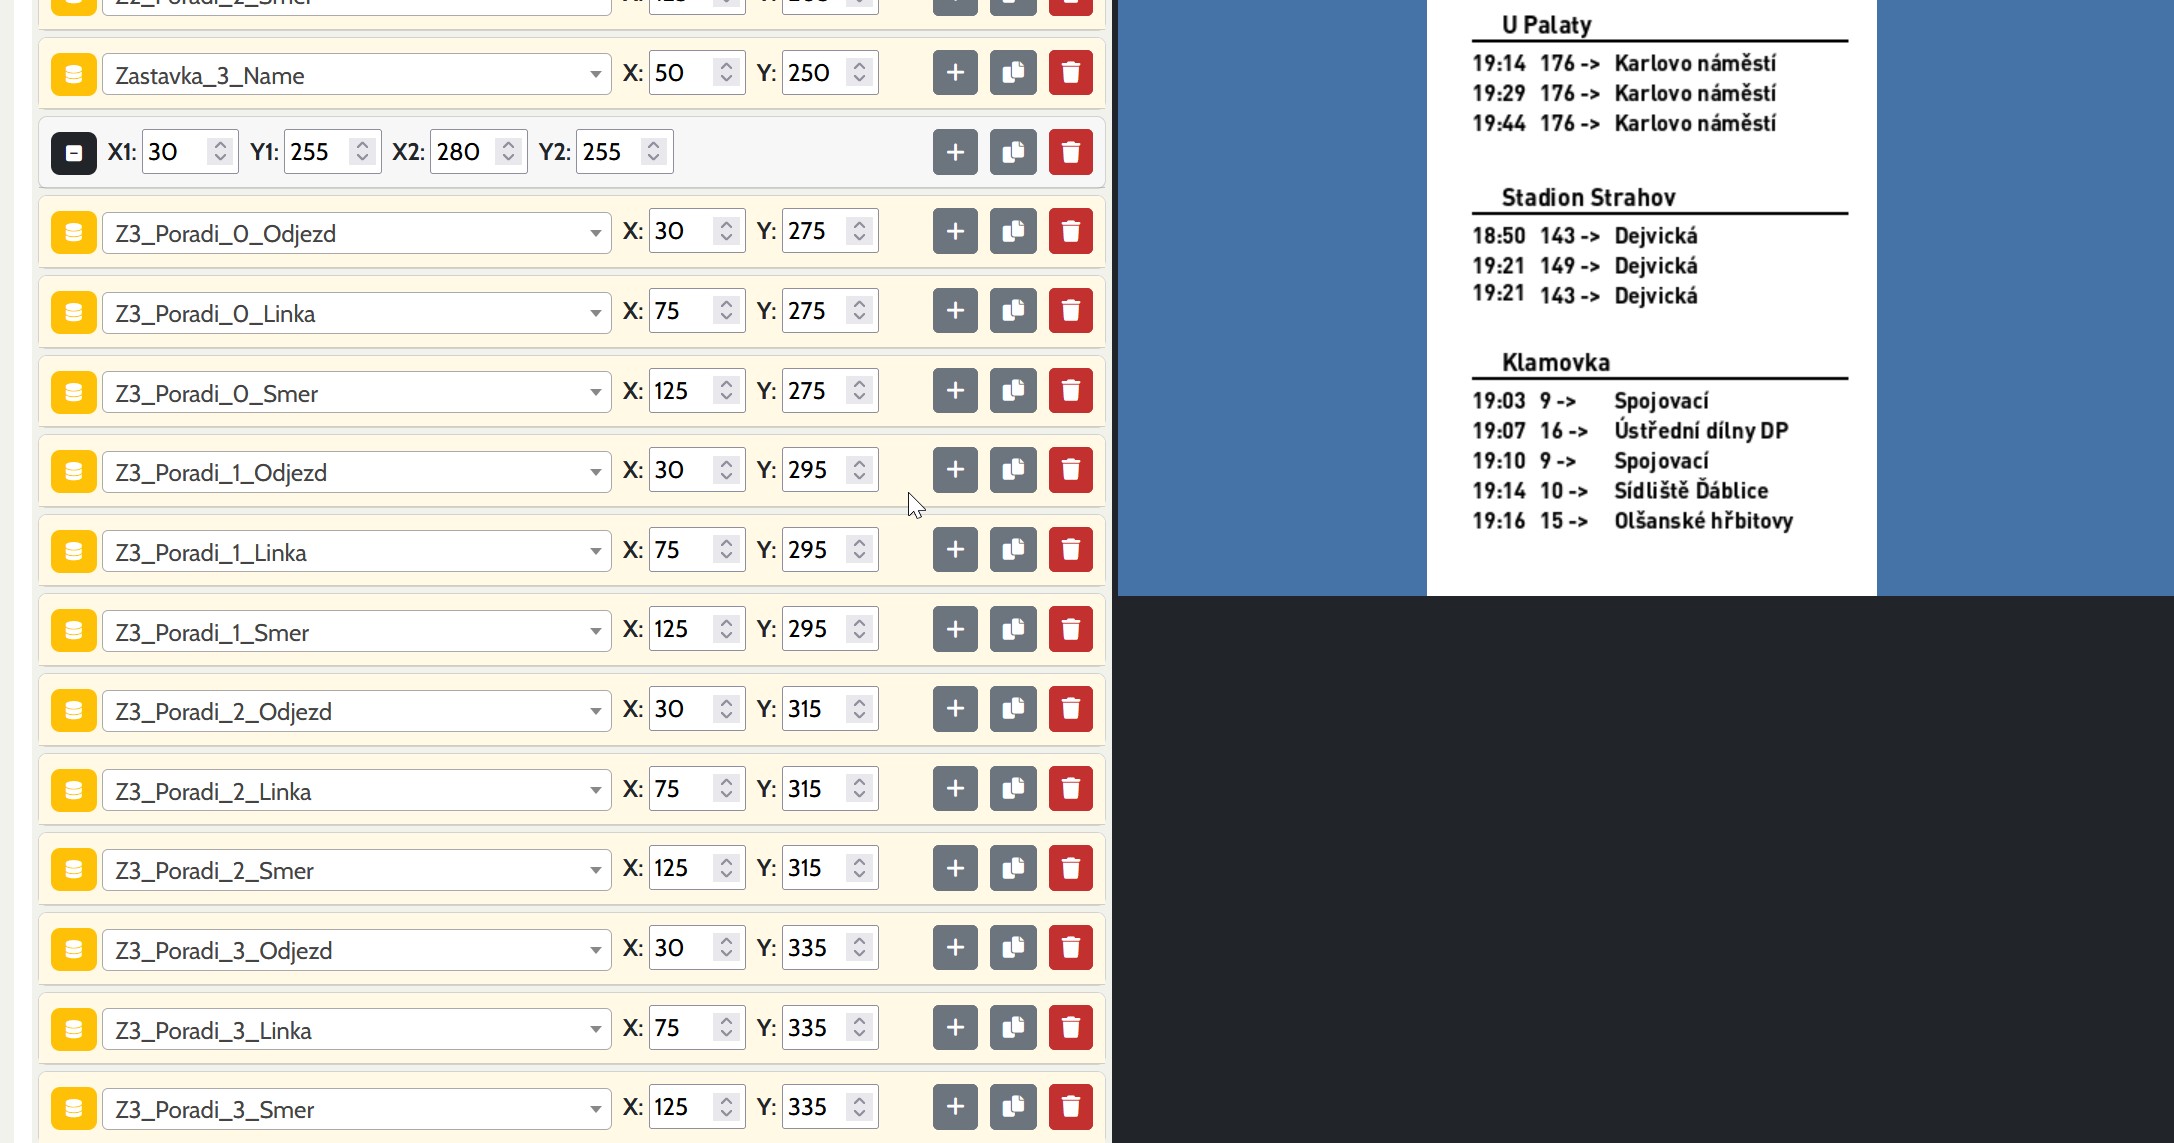 Z2_Poradi_2_Smer
Zastavka_3_Name X: 50 Y: 250
X1: 30 Y1: 255 X2: 280 Y2: 255
Z3_Poradi_0_Odjezd X: 30 Y: 275
Z3_Poradi_0_Linka X: 75 Y: 275
Z3_Poradi_0_Smer X: 125 Y: 275
Z3_Poradi_1_Odjezd X: 30 Y: 295
Z3_Poradi_1_Linka X: 75 Y: 295
Z3_Poradi_1_Smer X: 125 Y: 295
Z3_Poradi_2_Odjezd X: 30 Y: 315
Z3_Poradi_2_Linka X: 75 Y: 315
Z3_Poradi_2_Smer X: 125 Y: 315
Z3_Poradi_3_Odjezd X: 30 Y: 335
Z3_Poradi_3_Linka X: 75 Y: 335
Z3_Poradi_3_Smer X: 125 Y: 335
U Palaty
19:14 176 -> Karlovo náměstí
19:29 176 -> Karlovo náměstí
19:44 176 -> Karlovo náměstí
Stadion Strahov
18:50 143 -> Dejvická
19:21 149 -> Dejvická
19:21 143 -> Dejvická
Klamovka
19:03 9 -> Spojovací
19:07 16 -> Ústřední dílny DP
19:10 9 -> Spojovací
19:14 10 -> Sídliště Ďáblice
19:16 15 -> Olšanské hřbitovy